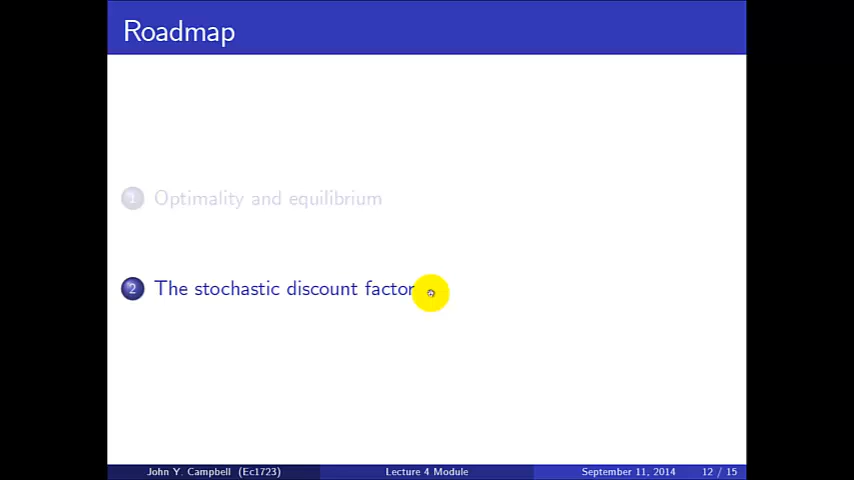 Roadmap
1 Optimality and equilibrium
2 The stochastic discount factor
John Y. Campbell (Ec1723) Lecture 4 Module September 11, 2014 12 / 15